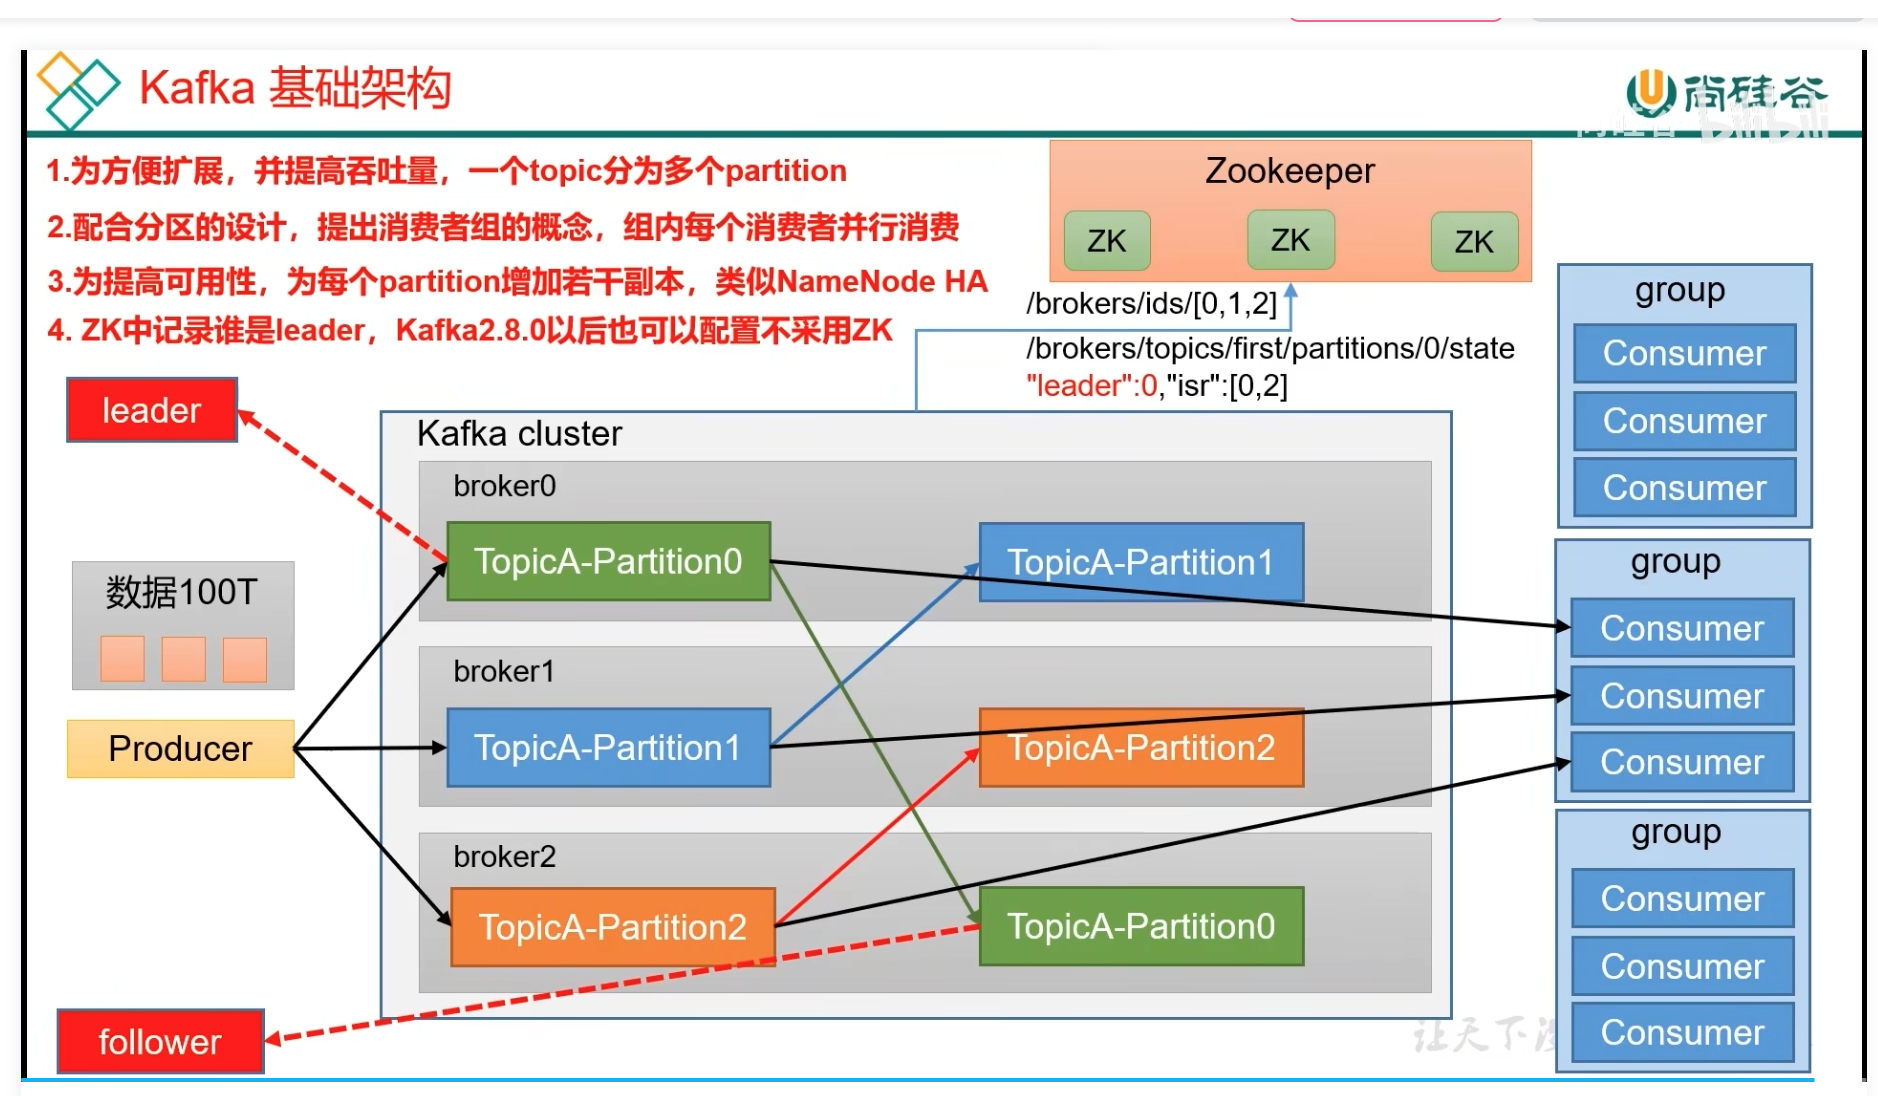 Kafka 基础架构
尚硅谷
bilibili
1.为方便扩展，并提高吞吐量，一个topic分为多个partition
2.配合分区的设计，提出消费者组的概念，组内每个消费者并行消费
3.为提高可用性，为每个partition增加若干副本，类似NameNode HA
4. ZK中记录谁是leader，Kafka2.8.0以后也可以配置不采用ZK
Zookeeper
ZK
ZK
ZK
/brokers/ids/[0,1,2]
/brokers/topics/first/partitions/0/state
"leader":0,"isr":[0,2]
leader
数据100T
Producer
follower
Kafka cluster
broker0
TopicA-Partition0
TopicA-Partition1
broker1
TopicA-Partition1
TopicA-Partition2
broker2
TopicA-Partition2
TopicA-Partition0
group
Consumer
Consumer
Consumer
group
Consumer
Consumer
Consumer
group
Consumer
Consumer
Consumer
让天下